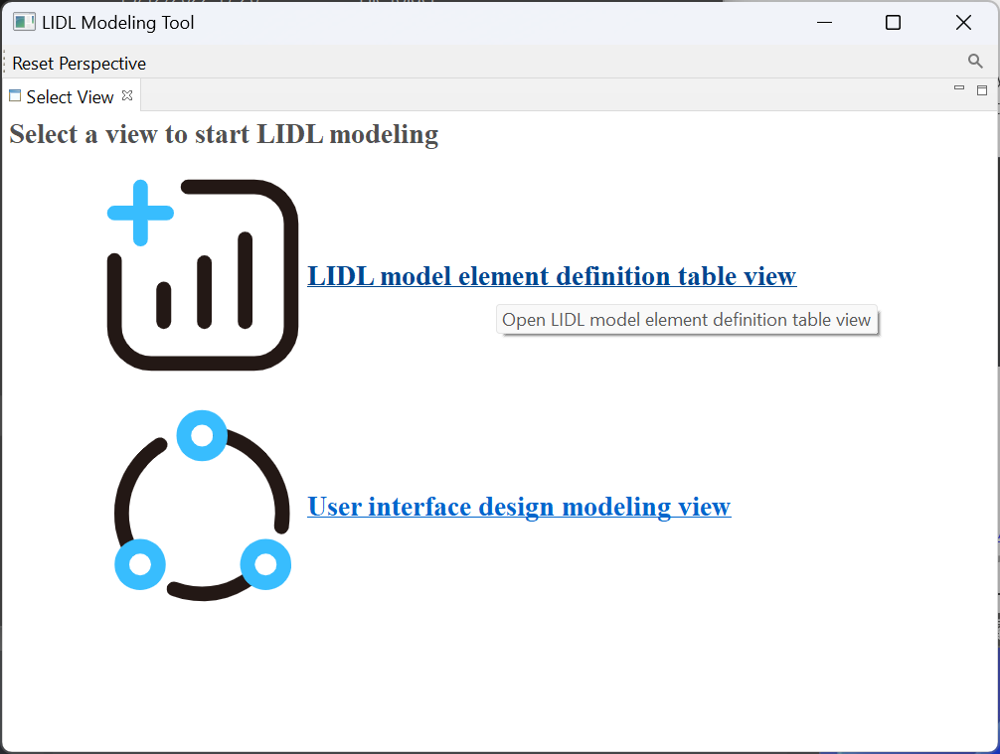 LIDL Modeling Tool
Reset Perspective
Select View
Select a view to start LIDL modeling
LIDL model element definition table view
Open LIDL model element definition table view
User interface design modeling view